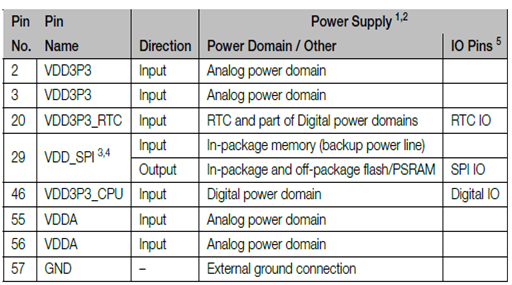 Pin Pin Power Supply 1,2
No. Name Direction Power Domain / Other IO Pins 5
2 VDD3P3 Input Analog power domain
3 VDD3P3 Input Analog power domain
20 VDD3P3_RTC Input RTC and part of Digital power domains RTC IO
29 VDD_SPI 3,4 Input In-package memory (backup power line)
Output In-package and off-package flash/PSRAM SPI IO
46 VDD3P3_CPU Input Digital power domain Digital IO
55 VDDA Input Analog power domain
56 VDDA Input Analog power domain
57 GND – External ground connection